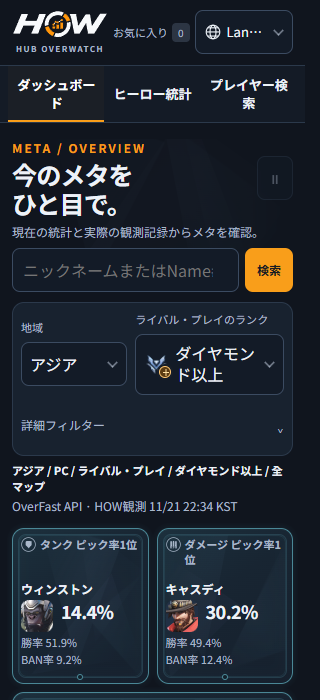 HOW
HUB OVERWATCH
お気に入り 0
Lan…
ダッシュボー
ド
ヒーロー統計
プレイヤー検
索
META / OVERVIEW
今のメタを
ひと目で。
現在の統計と実際の観測記録からメタを確認。
ニックネームまたはName
検索
地域
アジア
ライバル・プレイのランク
ダイヤモン
ド以上
詳細フィルター
アジア / PC / ライバル・プレイ / ダイヤモンド以上 / 全
マップ
OverFast API · HOW観測 11/21 22:34 KST
タンク ピック率1位
ウィンストン
14.4%
勝率 51.9%
BAN率 9.2%
ダメージ ピック率1
位
キャスディ
30.2%
勝率 49.4%
BAN率 12.4%